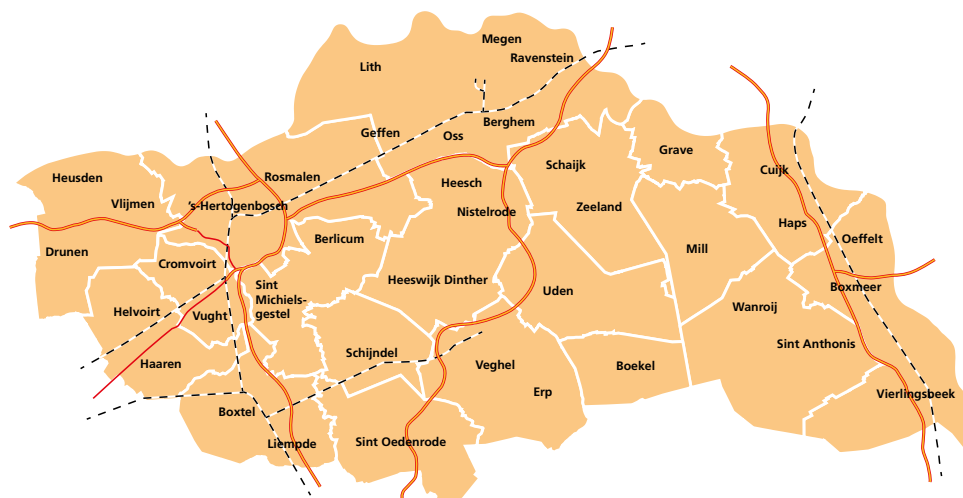 Megen
Ravenstein
Lith
Berghem
Geffen
Oss
Grave
Schaijk
Cuijk
Heusden
Rosmalen
Heesch
Vlijmen
's-Hertogenbosch
Nistelrode
Zeeland
Haps
Oeffelt
Berlicum
Drunen
Mill
Cromvoirt
Heeswijk Dinther
Uden
Boxmeer
Sint
Michiels-
gestel
Helvoirt
Vught
Wanroij
Sint Anthonis
Schijndel
Haaren
Veghel
Boekel
Erp
Vierlingsbeek
Boxtel
Liempde
Sint Oedenrode